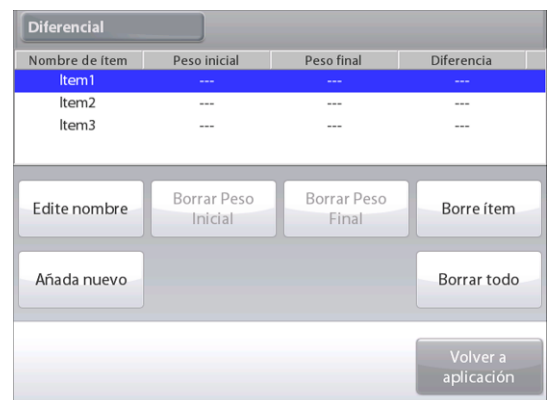 Diferencial
Nombre de ítem Peso inicial Peso final Diferencia
Item1 --- --- ---
Item2 --- --- ---
Item3 --- --- ---
Edite nombre
Borrar Peso
Inicial
Borrar Peso
Final
Borre ítem
Añada nuevo
Borrar todo
Volver a
aplicación